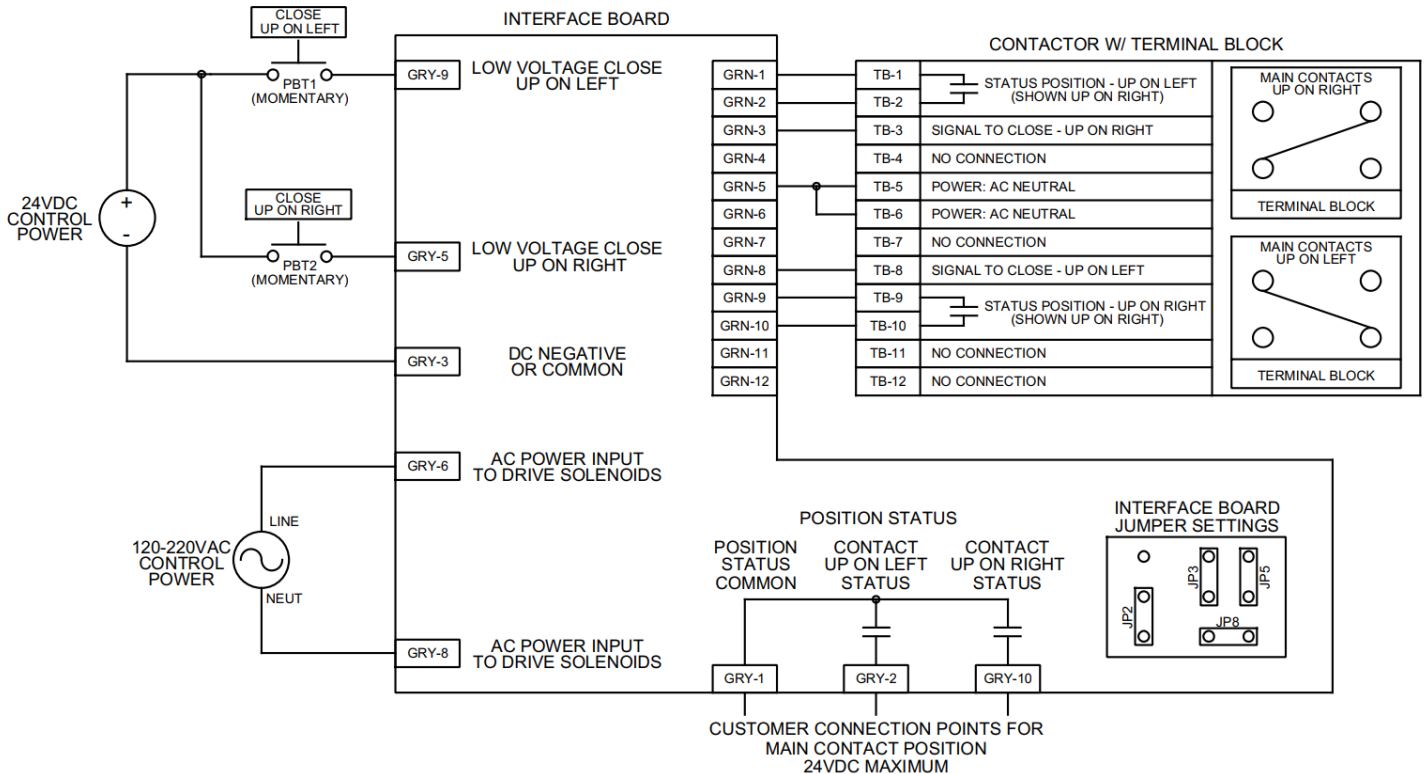 CLOSE
UP ON LEFT
INTERFACE BOARD
PBT1
(MOMENTARY)
GRY-9
LOW VOLTAGE CLOSE
UP ON LEFT
24VDC
CONTROL
POWER
+
-
CLOSE
UP ON RIGHT
PBT2
(MOMENTARY)
GRY-5
LOW VOLTAGE CLOSE
UP ON RIGHT
GRY-3
DC NEGATIVE
OR COMMON
GRY-6
AC POWER INPUT
TO DRIVE SOLENOIDS
LINE
120-220VAC
CONTROL
POWER
NEUT
GRY-8
AC POWER INPUT
TO DRIVE SOLENOIDS
GRN-1
GRN-2
GRN-3
GRN-4
GRN-5
GRN-6
GRN-7
GRN-8
GRN-9
GRN-10
GRN-11
GRN-12
CONTACTOR W/ TERMINAL BLOCK
TB-1
TB-2
STATUS POSITION - UP ON LEFT
(SHOWN UP ON RIGHT)
TB-3 SIGNAL TO CLOSE - UP ON RIGHT
TB-4 NO CONNECTION
TB-5 POWER: AC NEUTRAL
TB-6 POWER: AC NEUTRAL
TB-7 NO CONNECTION
TB-8 SIGNAL TO CLOSE - UP ON LEFT
TB-9
TB-10
STATUS POSITION - UP ON RIGHT
(SHOWN UP ON RIGHT)
TB-11 NO CONNECTION
TB-12 NO CONNECTION
MAIN CONTACTS
UP ON RIGHT
TERMINAL BLOCK
MAIN CONTACTS
UP ON LEFT
TERMINAL BLOCK
POSITION STATUS
POSITION
STATUS
COMMON
CONTACT
UP ON LEFT
STATUS
CONTACT
UP ON RIGHT
STATUS
GRY-1
GRY-2
GRY-10
CUSTOMER CONNECTION POINTS FOR
MAIN CONTACT POSITION
24VDC MAXIMUM
INTERFACE BOARD
JUMPER SETTINGS
JP2
JP3
JP5
JP8